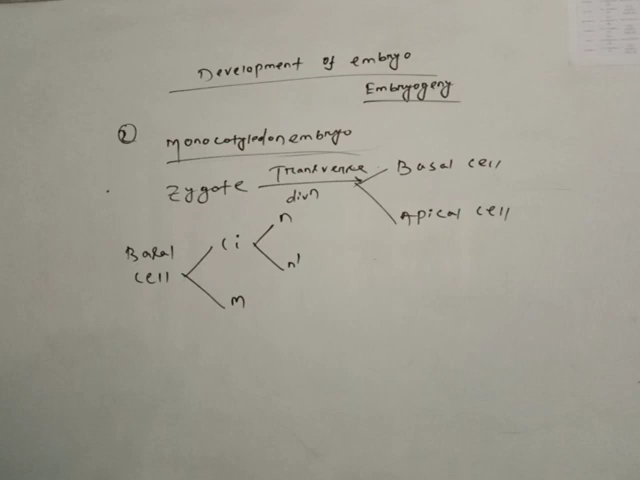 Development of embryo
Embryogeny
②
Monocotyledon embryo
Zygote Transverse divn Basal cell
Apical cell
Basal cell ci n
n'
m